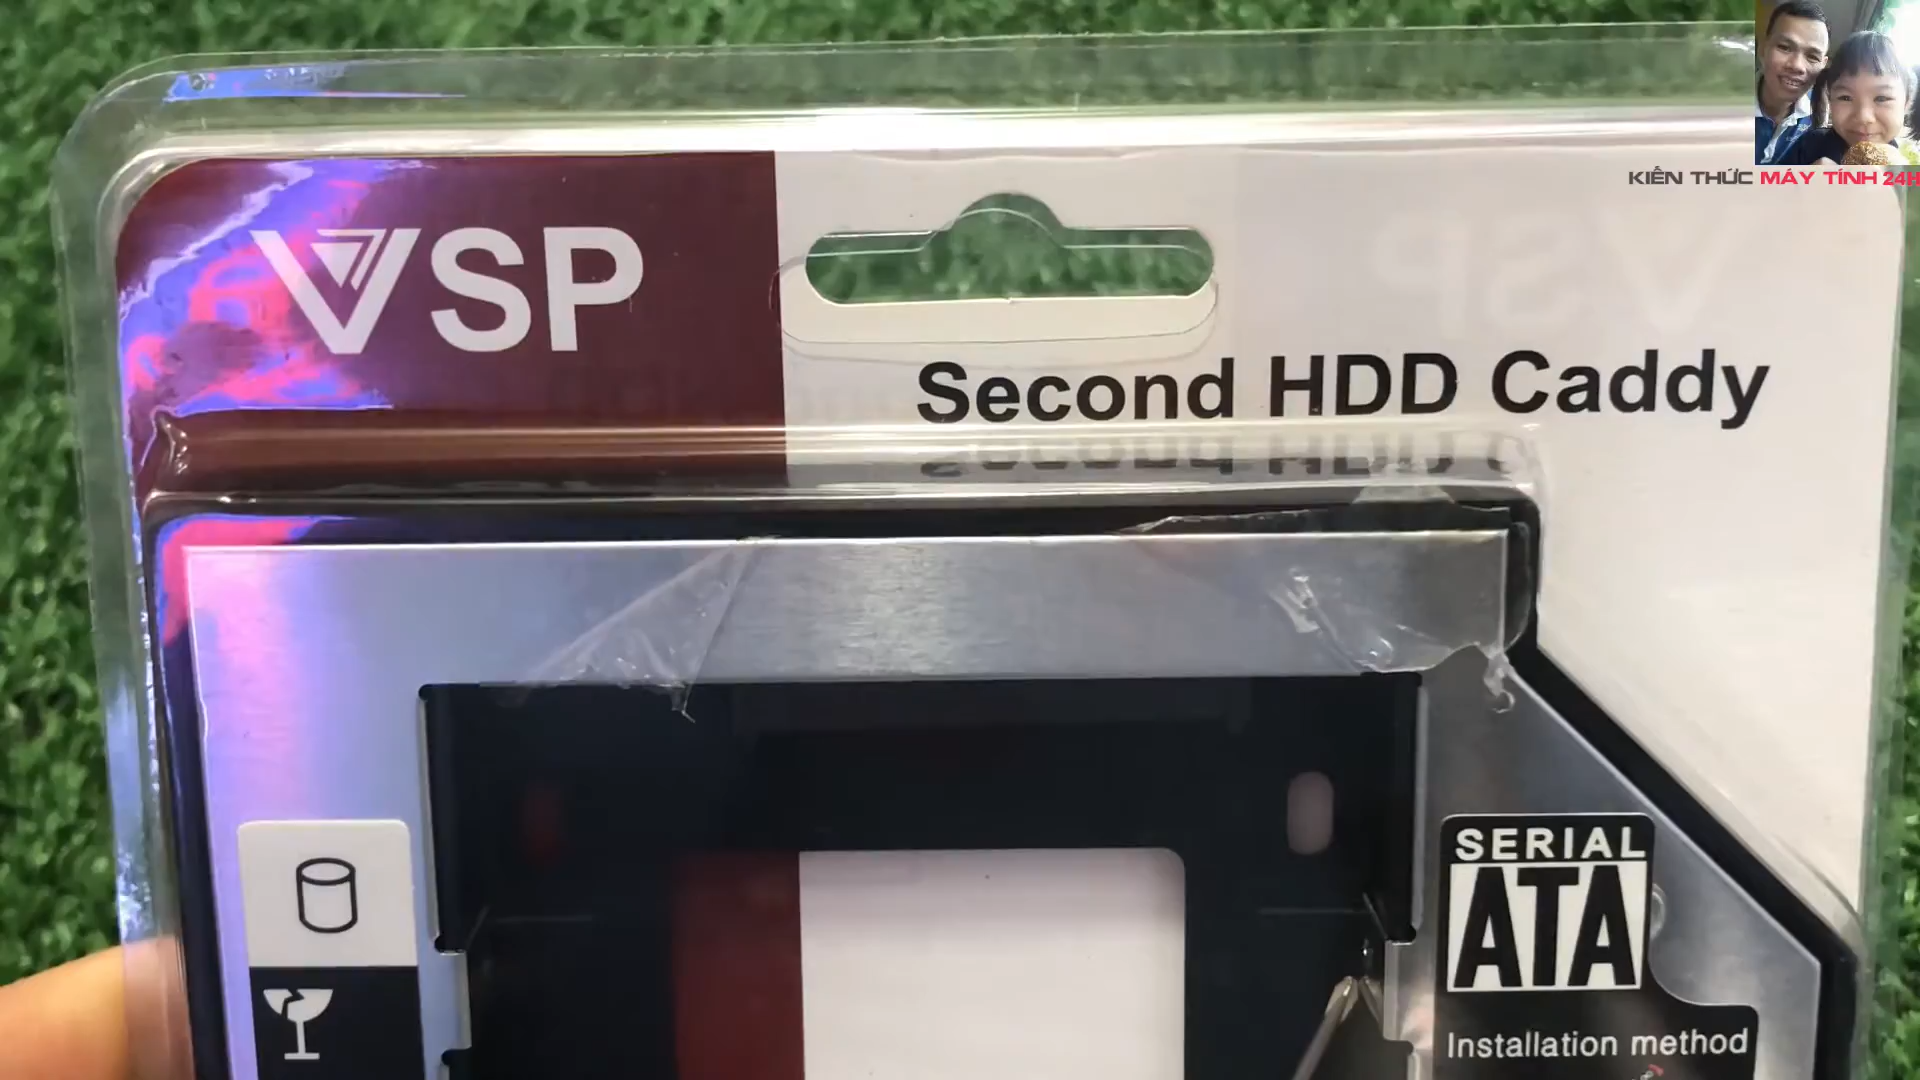 KIẾN THỨC MÁY TÍNH 24H
VSP
Second HDD Caddy
SERIAL
ATA
Installation method